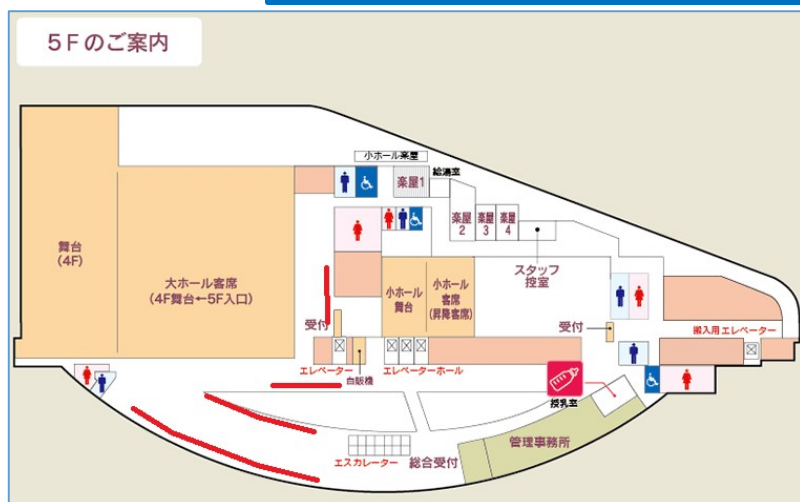 5Fのご案内
小ホール楽屋
給湯室
楽屋1
楽屋
2
楽屋
3
楽屋
4
舞台
(4F)
大ホール客席
(4F舞台←5F入口)
小ホール
舞台
小ホール
客席
(昇降客席)
スタッフ
控室
受付
受付
搬入用エレベーター
エレベーター
自販機
エレベーターホール
授乳室
エスカレーター
総合受付
管理事務所